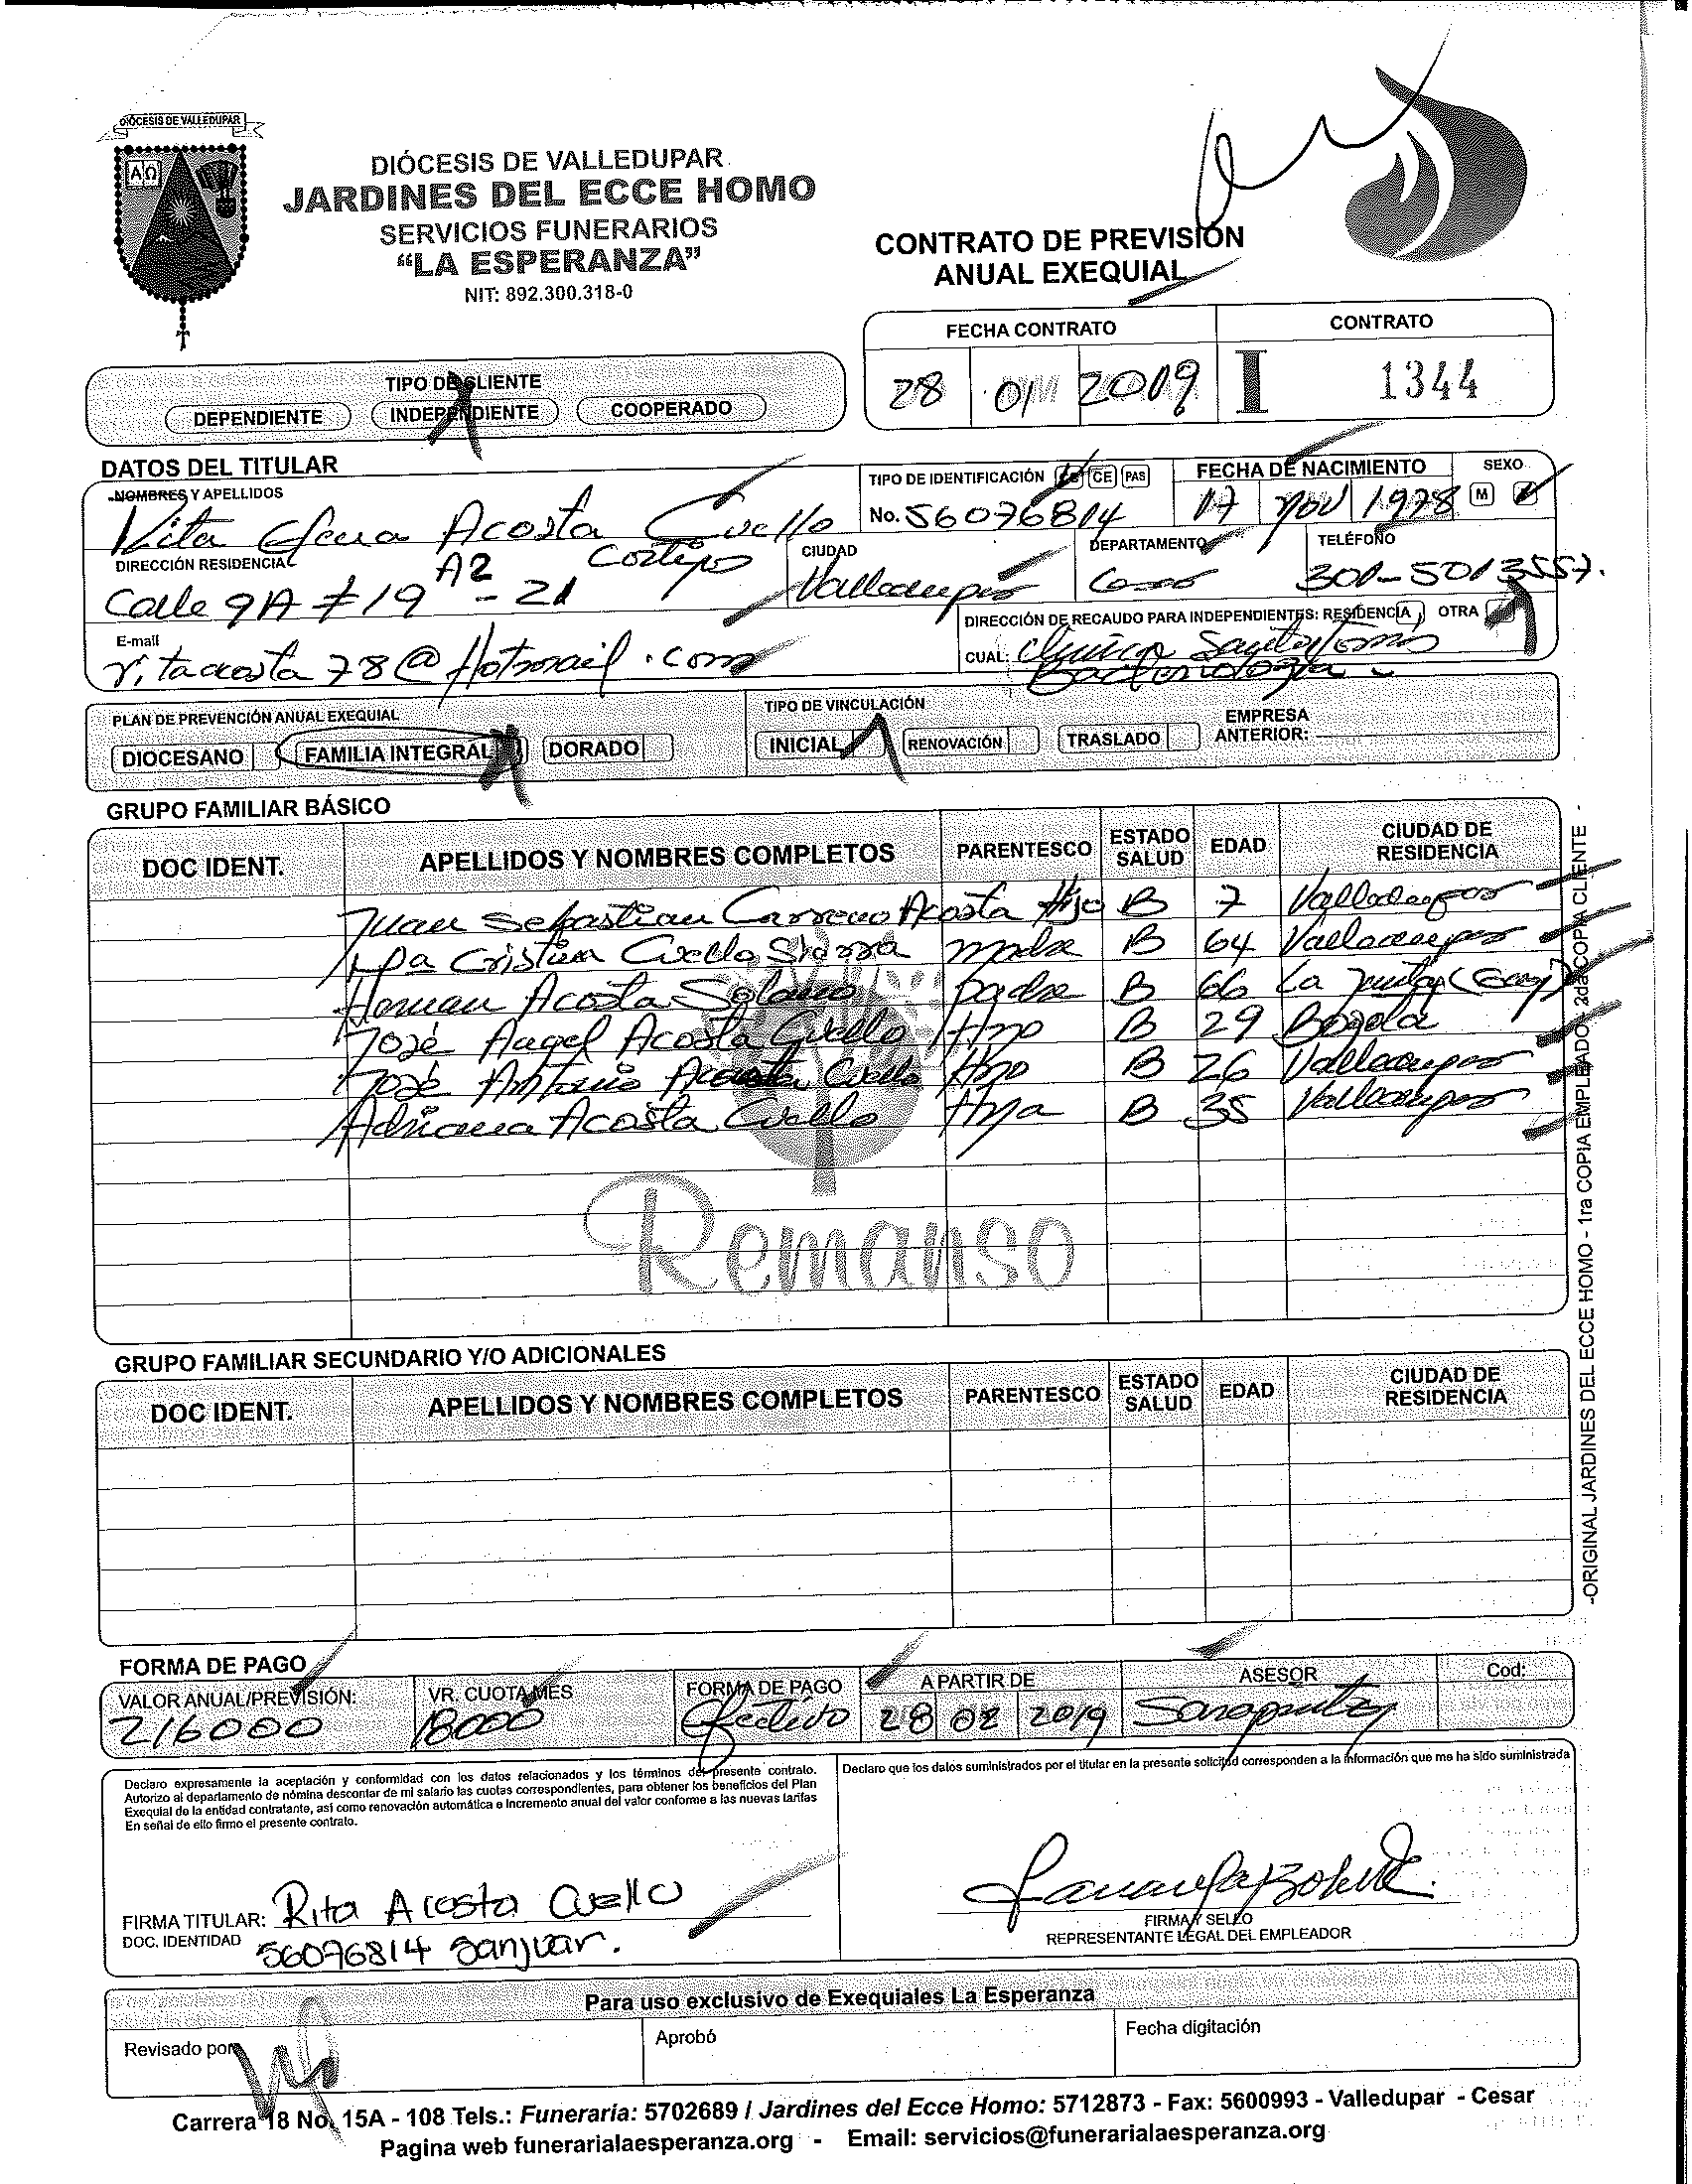 DIÓCESIS DE VALLEDUPAR
AΩ
DIÓCESIS DE VALLEDUPAR
JARDINES DEL ECCE HOMO
SERVICIOS FUNERARIOS
“LA ESPERANZA”
NIT: 892.300.318-0
CONTRATO DE PREVISIÓN
ANUAL EXEQUIAL
FECHA CONTRATO CONTRATO
28 01 2019 I 1344
TIPO DE CLIENTE
DEPENDIENTE INDEPENDIENTE COOPERADO
DATOS DEL TITULAR
NOMBRES Y APELLIDOS
Rita Elena Acosta Cuello
TIPO DE IDENTIFICACIÓN CC CE PAS
No. 56076814
FECHA DE NACIMIENTO
17 nov 1978
SEXO
M
DIRECCIÓN RESIDENCIA
Calle 9A # 19 A2 - 21
CIUDAD
Valledupar
DEPARTAMENTO
Cesar
TELÉFONO
300-5013557.
E-mail
ritaacosta78@Hotmail.com
DIRECCIÓN DE RECAUDO PARA INDEPENDIENTES: RESIDENCIA OTRA
CUAL: Clinica Santo Tomás
Bacteriologia
PLAN DE PREVENCIÓN ANUAL EXEQUIAL
DIOCESANO FAMILIA INTEGRAL DORADO
TIPO DE VINCULACIÓN
INICIAL RENOVACIÓN TRASLADO
EMPRESA
ANTERIOR:
GRUPO FAMILIAR BÁSICO
DOC IDENT. APELLIDOS Y NOMBRES COMPLETOS PARENTESCO ESTADO SALUD EDAD CIUDAD DE RESIDENCIA
Juan Sebastian Carreno Acosta Hijo B 7 Valledupar
Ma Cristina Cuello Sierra madre B 64 Valledupar
Hernan Acosta Solano padre B 66 La Junta
José Angel Acosta Cuello Hno B 29 Bogota
José Antonio Acosta Cuello Hno B 26 Valledupar
Adriana Acosta Cuello Hna B 35 Valledupar
Remanso
GRUPO FAMILIAR SECUNDARIO Y/O ADICIONALES
DOC IDENT. APELLIDOS Y NOMBRES COMPLETOS PARENTESCO ESTADO SALUD EDAD CIUDAD DE RESIDENCIA
-ORIGINAL JARDINES DEL ECCE HOMO - 1ra COPIA EMPLEADO 2da COPIA CLIENTE -
FORMA DE PAGO
VALOR ANUAL/PREVISIÓN: VR. CUOTA MES FORMA DE PAGO A PARTIR DE ASESOR Cod:
216000 18000 Efectivo 28 02 2019
Declaro expresamente la aceptación y conformidad con los datos relacionados y los términos del presente contrato.
Autorizo al departamento de nómina descontar de mi salario las cuotas correspondientes, para obtener los beneficios del Plan
Exequial de la entidad contratante, así como renovación automática e incremento anual del valor conforme a las nuevas tarifas
En señal de ello firmo el presente contrato.
Declaro que los datos suministrados por el titular en la presente solicitud corresponden a la información que me ha sido suministrada
FIRMA TITULAR: Rita Acosta Cuello
DOC. IDENTIDAD 56076814 Sanjuan.
FIRMA Y SELLO
REPRESENTANTE LEGAL DEL EMPLEADOR
Para uso exclusivo de Exequiales La Esperanza
Revisado por Aprobó Fecha digitación
Carrera 18 No. 15A - 108 Tels.: Funeraria: 5702689 / Jardines del Ecce Homo: 5712873 - Fax: 5600993 - Valledupar - Cesar
Pagina web funerarialaesperanza.org - Email: servicios@funerarialaesperanza.org